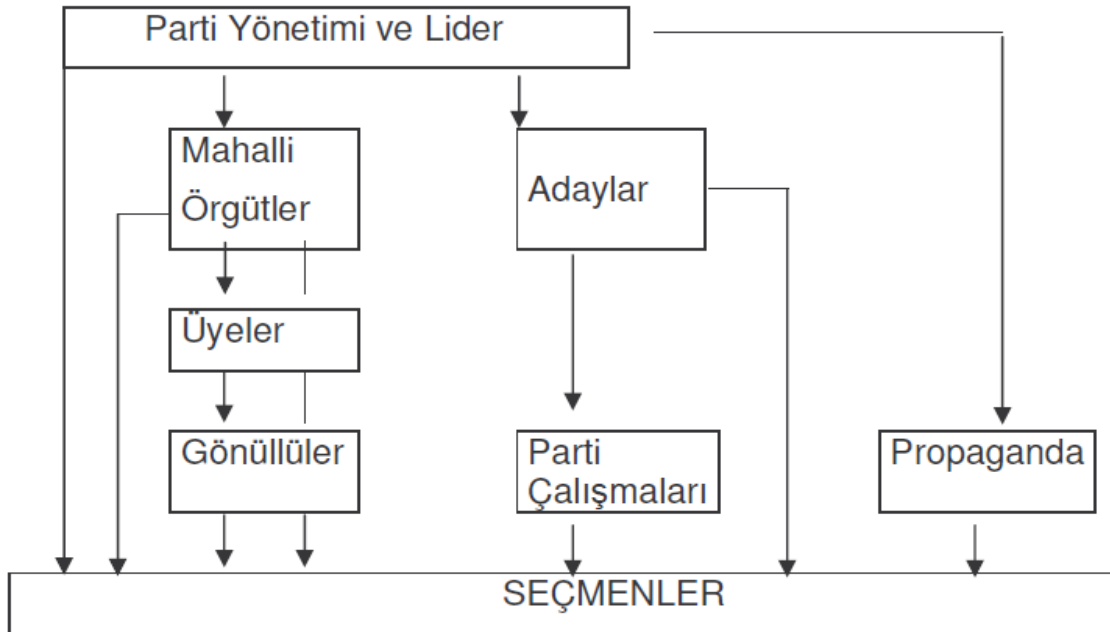 Parti Yönetimi ve Lider
Mahalli
Örgütler
Adaylar
Üyeler
Gönüllüler
Parti
Çalışmaları
Propaganda
SEÇMENLER